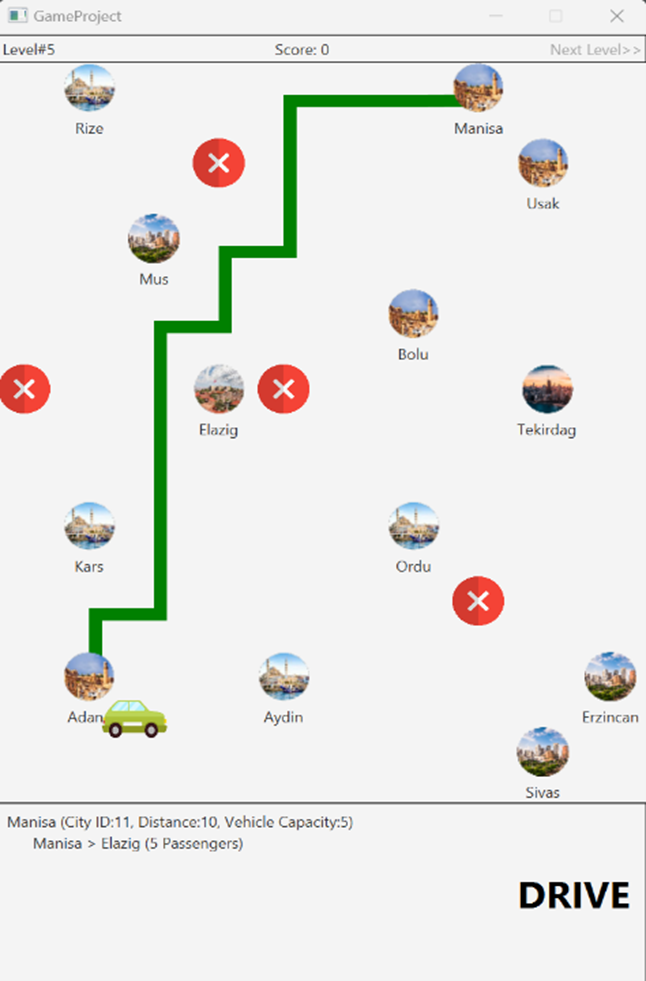 GameProject
Level#5 Score: 0 Next Level>>
Rize
Manisa
Usak
Mus
Bolu
Elazig
Tekirdag
Kars
Ordu
Adan
Aydin
Erzincan
Sivas
Manisa (City ID:11, Distance:10, Vehicle Capacity:5)
Manisa > Elazig (5 Passengers)
DRIVE